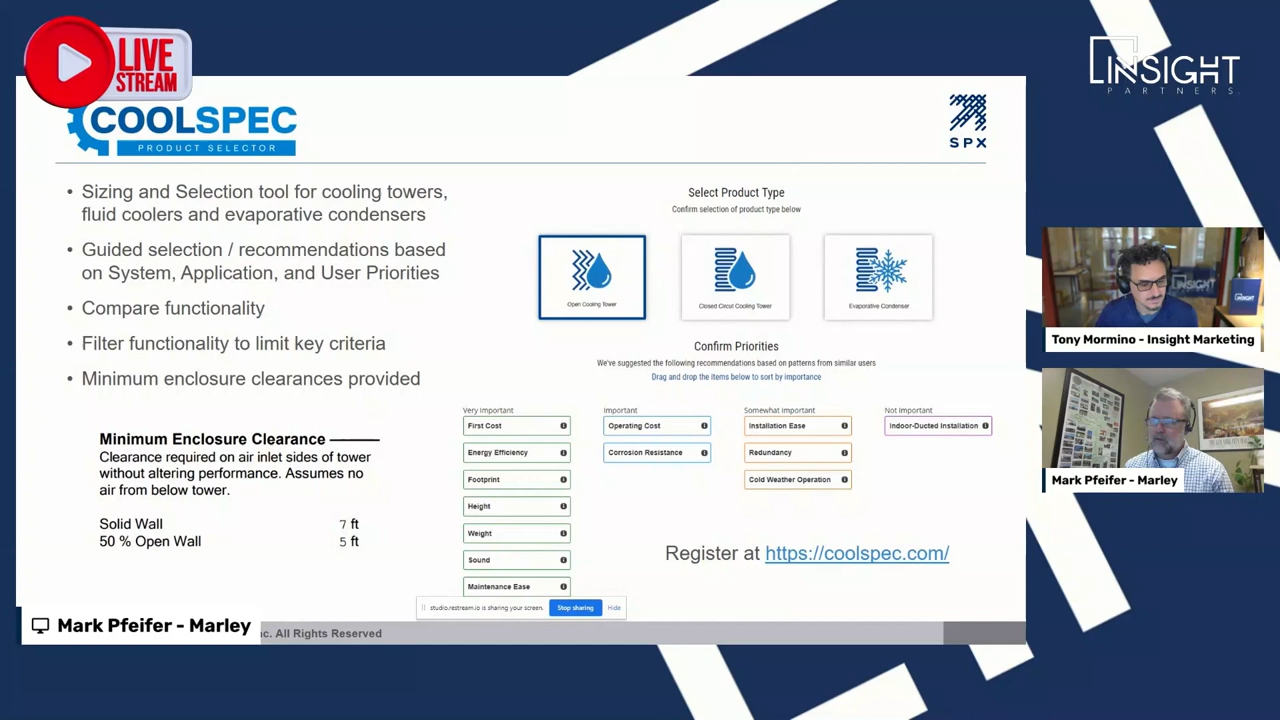 LIVE
STREAM
INSIGHT
PARTNERS.
COOLSPEC
PRODUCT SELECTOR
SPX
• Sizing and Selection tool for cooling towers,
fluid coolers and evaporative condensers
• Guided selection / recommendations based
on System, Application, and User Priorities
• Compare functionality
• Filter functionality to limit key criteria
• Minimum enclosure clearances provided
Minimum Enclosure Clearance
Clearance required on air inlet sides of tower
without altering performance. Assumes no
air from below tower.
Solid Wall 7 ft
50 % Open Wall 5 ft
Select Product Type
Confirm selection of product type below
Open Cooling Tower
Closed Circut Cooling Tower
Evaporative Condenser
Confirm Priorities
We've suggested the following recommendations based on patterns from similar users
Drag and drop the items below to sort by importance
Very Important
First Cost
Energy Efficiency
Footprint
Height
Weight
Sound
Maintenance Ease
Important
Operating Cost
Corrosion Resistance
Somewhat Important
Installation Ease
Redundancy
Cold Weather Operation
Not Important
Indoor-Ducted Installation
Register at https://coolspec.com/
studio.restream.io is sharing your screen. Stop sharing Hide
Mark Pfeifer - Marley
nc. All Rights Reserved
INSIGHT
Tony Mormino - Insight Marketing
Mark Pfeifer - Marley